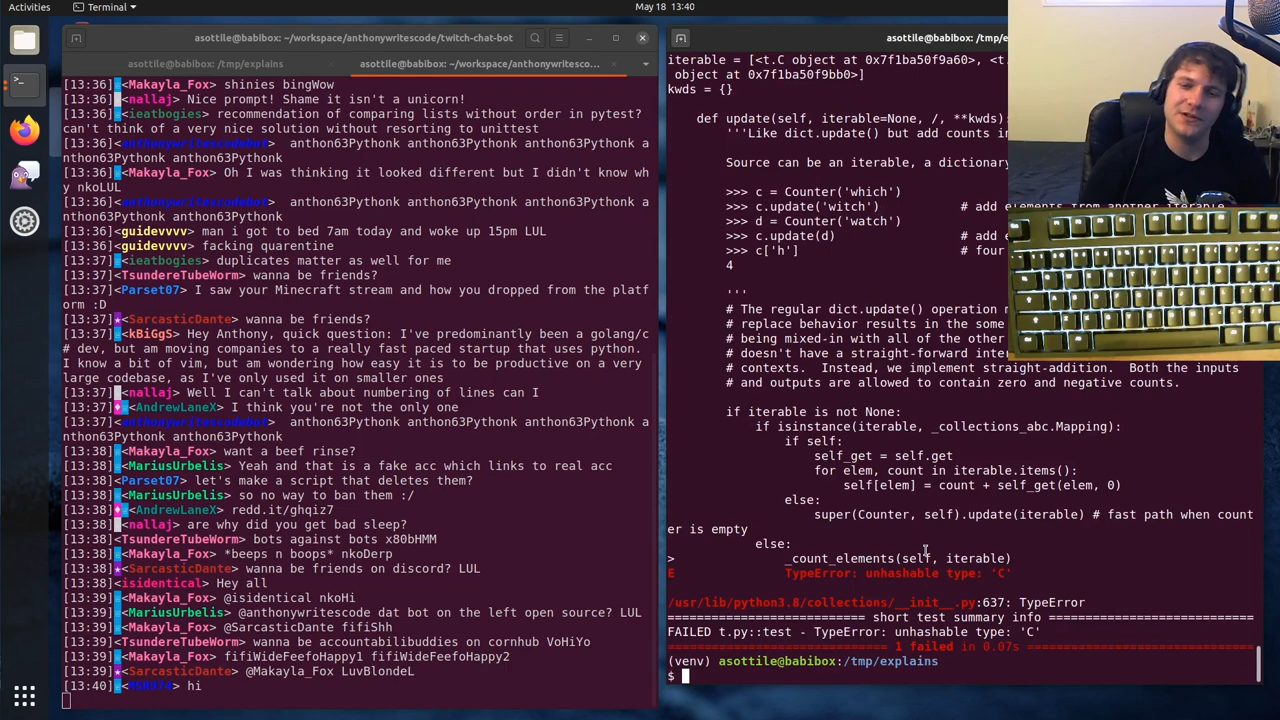 Activities
Terminal
May 18 13:40
asottile@babibox: ~/workspace/anthonywritescode/twitch-chat-bot
asottile@babibox: /tmp/explains
asottile@babibox: ~/workspace/anthonywritesco...
[13:36] <Makayla_Fox> shinies bingWow
[13:36] <nallaj> Nice prompt! Shame it isn't a unicorn!
[13:36] <ieatbogies> recommendation of comparing lists without order in pytest?
can't think of a very nice solution without resorting to unittest
<anthonywritescodebot> anthon63Pythonk anthon63Pythonk a
nthon63Pythonk anthon63Pythonk
[13:36] <Makayla_Fox> Oh I was thinking it looked different but I didn't know wh
y nkoLUL
[13:36] <anthonywritescodebot> anthon63Pythonk anthon63Pythonk a
nthon63Pythonk anthon63Pythonk
[13:36] <guidevvvv> man i got to bed 7am today and woke up 15pm LUL
[13:36] <guidevvvv> facking quarentine
[13:36] <ieatbogies> duplicates matter as well for me
[13:37] <TsundereTubeWorm> wanna be friends?
[13:37] <Parset07> I saw your Minecraft stream and how you dropped from the platf
orm :D
[13:37] <SarcasticDante> wanna be friends?
[13:37] <kBiGgS> Hey Anthony, quick question: I've predominantly been a golang/c
# dev, but am moving companies to a really fast paced startup that uses python.
I know a bit of vim, but am wondering how easy it is to be productive on a very
large codebase, as I've only used it on smaller ones
[13:37] <nallaj> Well I can't talk about numbering of lines can I
[13:37] <AndrewLaneX> I think you're not the only one
[13:37] <anthonywritescodebot> anthon63Pythonk anthon63Pythonk a
nthon63Pythonk anthon63Pythonk
[13:38] <Makayla_Fox> want a beef rinse?
[13:38] <MariusUrbelis> Yeah and that is a fake acc which links to real acc
[13:38] <Parset07> let's make a script that deletes them?
[13:38] <MariusUrbelis> so no way to ban them :/
[13:38] <AndrewLaneX> redd.it/ghqiz7
[13:38] <nallaj> are why did you get bad sleep?
[13:38] <TsundereTubeWorm> bots against bots x80bHMM
[13:38] <Makayla_Fox> *beeps n boops* nkoDerp
[13:38] <SarcasticDante> wanna be friends on discord? LUL
[13:38] <isidentical> Hey all
[13:39] <Makayla_Fox> @isidentical nkoHi
[13:39] <MariusUrbelis> @anthonywritescode dat bot on the left open source? LUL
[13:39] <Makayla_Fox> @SarcasticDante fifiShh
[13:39] <TsundereTubeWorm> wanna be accountabilibuddies on cornhub VoHiYo
[13:39] <Makayla_Fox> fifiWideFeefoHappy1 fifiWideFeefoHappy2
[13:39] <SarcasticDante> @Makayla_Fox LuvBlondeL
[13:40] hi
asottile@babibox: /tmp/e
iterable = [<t.C object at 0x7f1ba50f9a60>, <t.
object at 0x7f1ba50f9bb0>]
kwds = {}
def update(self, iterable=None, /, **kwds)
'''Like dict.update() but add counts in
Source can be an iterable, a dictionary
>>> c = Counter('which')
>>> c.update('witch') # add elements from another iterable
>>> d = Counter('watch')
>>> c.update(d) # add e
>>> c['h'] # four
4
'''
# The regular dict.update() operation m
# replace behavior results in the some
# being mixed-in with all of the other
# doesn't have a straight-forward inter
# contexts. Instead, we implement straight-addition. Both the inputs
# and outputs are allowed to contain zero and negative counts.
if iterable is not None:
if isinstance(iterable, _collections_abc.Mapping):
if self:
self_get = self.get
for elem, count in iterable.items():
self[elem] = count + self_get(elem, 0)
else:
super(Counter, self).update(iterable) # fast path when count
er is empty
else:
> _count_elements(self, iterable)
E TypeError: unhashable type: 'C'
/usr/lib/python3.8/collections/__init__.py:637: TypeError
=========================== short test summary info ============================
FAILED t.py::test - TypeError: unhashable type: 'C'
============================== 1 failed in 0.07s ===============================
(venv) asottile@babibox:/tmp/explains
$